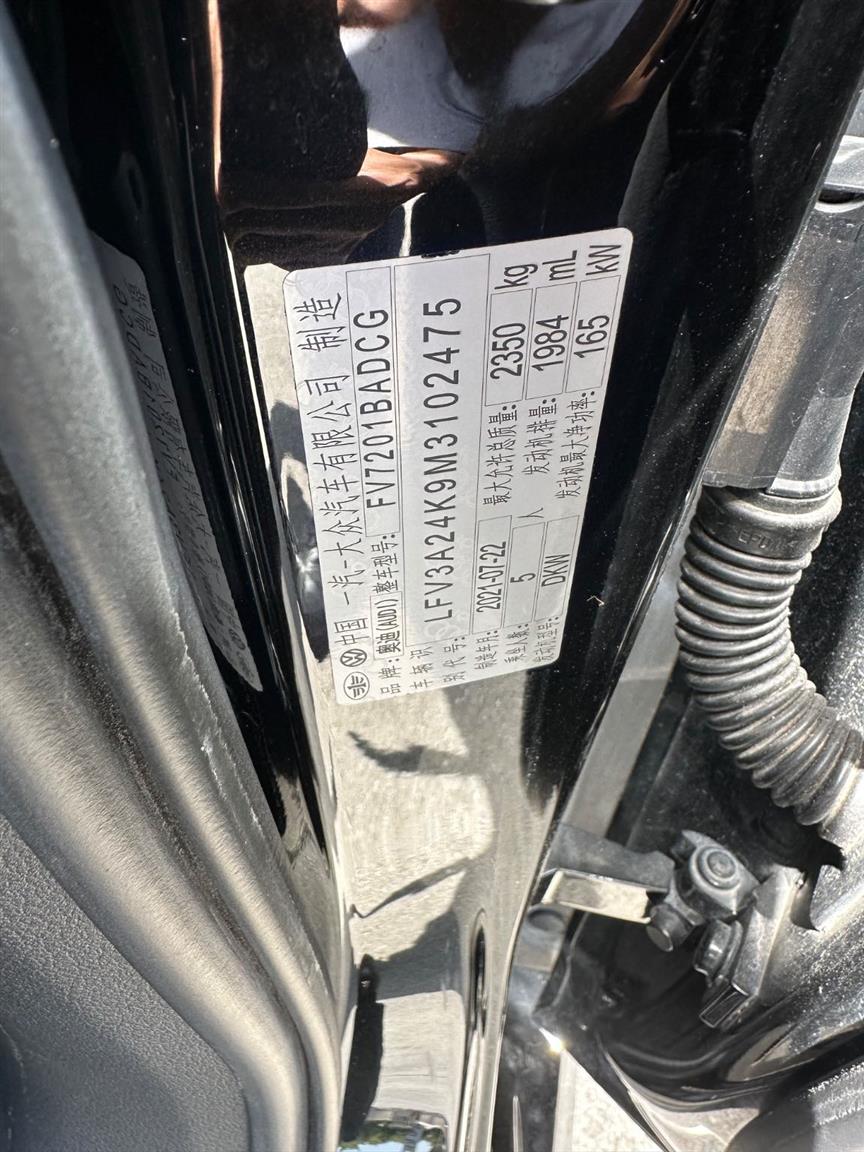 中国 一汽-大众汽车有限公司 制造
品牌: 奥迪(AUDI) 整车型号: FV7201BADCG
车辆识别代号: LFV3A24K9M3102475
制造年月: 2021-07-22 最大允许总质量: 2350 kg
乘坐人数: 5 人 发动机排量: 1984 mL
发动机型号: DKW 发动机最大净功率: 165 kW